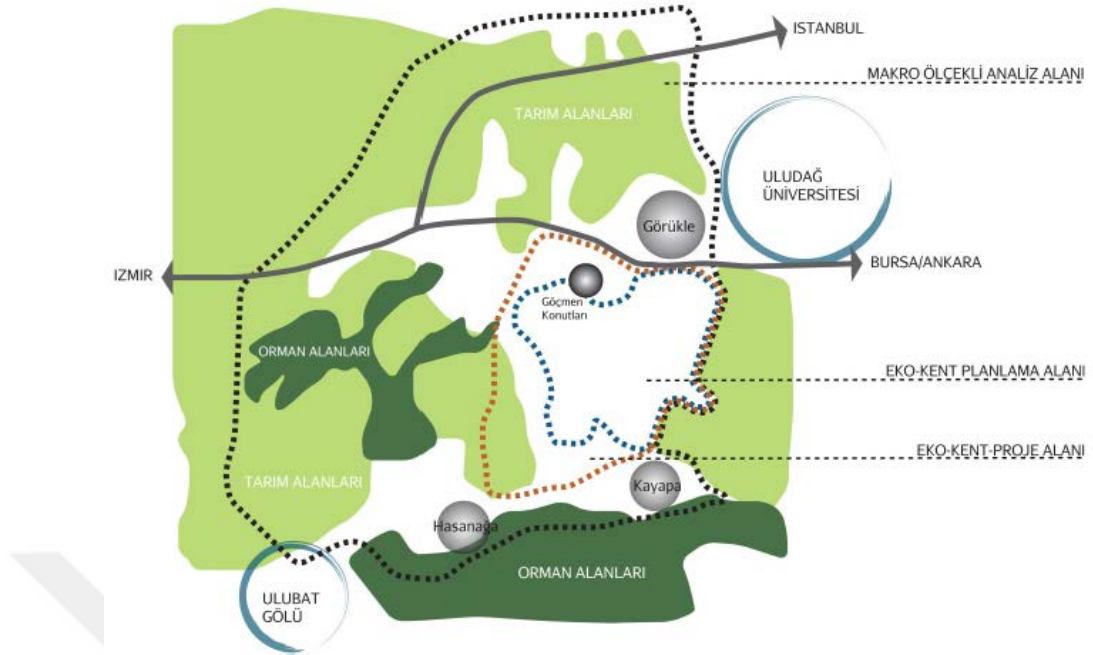 ISTANBUL
MAKRO ÖLÇEKLİ ANALİZ ALANI
TARIM ALANLARI
ULUDAĞ
ÜNİVERSİTESİ
Görükle
IZMIR
BURSA/ANKARA
Göçmen
Konutları
ORMAN ALANLARI
EKO-KENT PLANLAMA ALANI
EKO-KENT-PROJE ALANI
TARIM ALANLARI
Kayapa
Hasanağa
ORMAN ALANLARI
ULUBAT
GÖLÜ